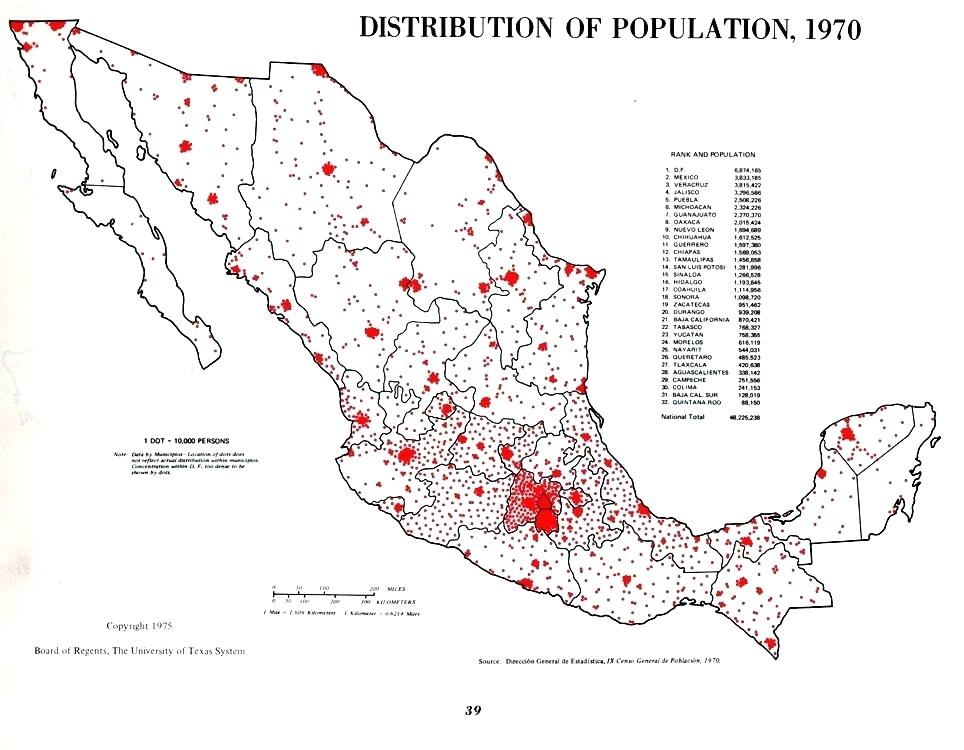 DISTRIBUTION OF POPULATION, 1970
RANK AND POPULATION
1. D.F. 6,874,165
2. MEXICO 3,833,185
3. VERACRUZ 3,815,422
4. JALISCO 3,296,586
5. PUEBLA 2,508,226
6. MICHOACAN 2,324,226
7. GUANAJUATO 2,270,370
8. OAXACA 2,015,424
9. NUEVO LEON 1,694,689
10. CHIHUAHUA 1,612,525
11. GUERRERO 1,597,360
12. CHIAPAS 1,569,053
13. TAMAULIPAS 1,456,858
14. SAN LUIS POTOSI 1,281,996
15. SINALOA 1,266,528
16. HIDALGO 1,193,845
17. COAHUILA 1,114,956
18. SONORA 1,098,720
19. ZACATECAS 951,462
20. DURANGO 939,208
21. BAJA CALIFORNIA 870,421
22. TABASCO 768,327
23. YUCATAN 758,355
24. MORELOS 616,119
25. NAYARIT 544,031
26. QUERETARO 485,523
27. TLAXCALA 420,638
28. AGUASCALIENTES 338,142
29. CAMPECHE 251,556
30. COLIMA 241,153
31. BAJA CAL. SUR 128,019
32. QUINTANA ROO 88,150
National Total 48,225,238
1 DOT = 10,000 PERSONS
Note: Data by Municipios—Location of dots does
not reflect actual distribution within municipios.
Concentration within D. F. too dense to be
shown by dots.
0 50 100 200 MILES
0 50 100 200 300 KILOMETERS
1 Mile = 1.609 Kilometers 1 Kilometer = 0.6214 Miles
Copyright 1975
Board of Regents, The University of Texas System
Source: Dirección General de Estadística, IX Censo General de Población, 1970.
39